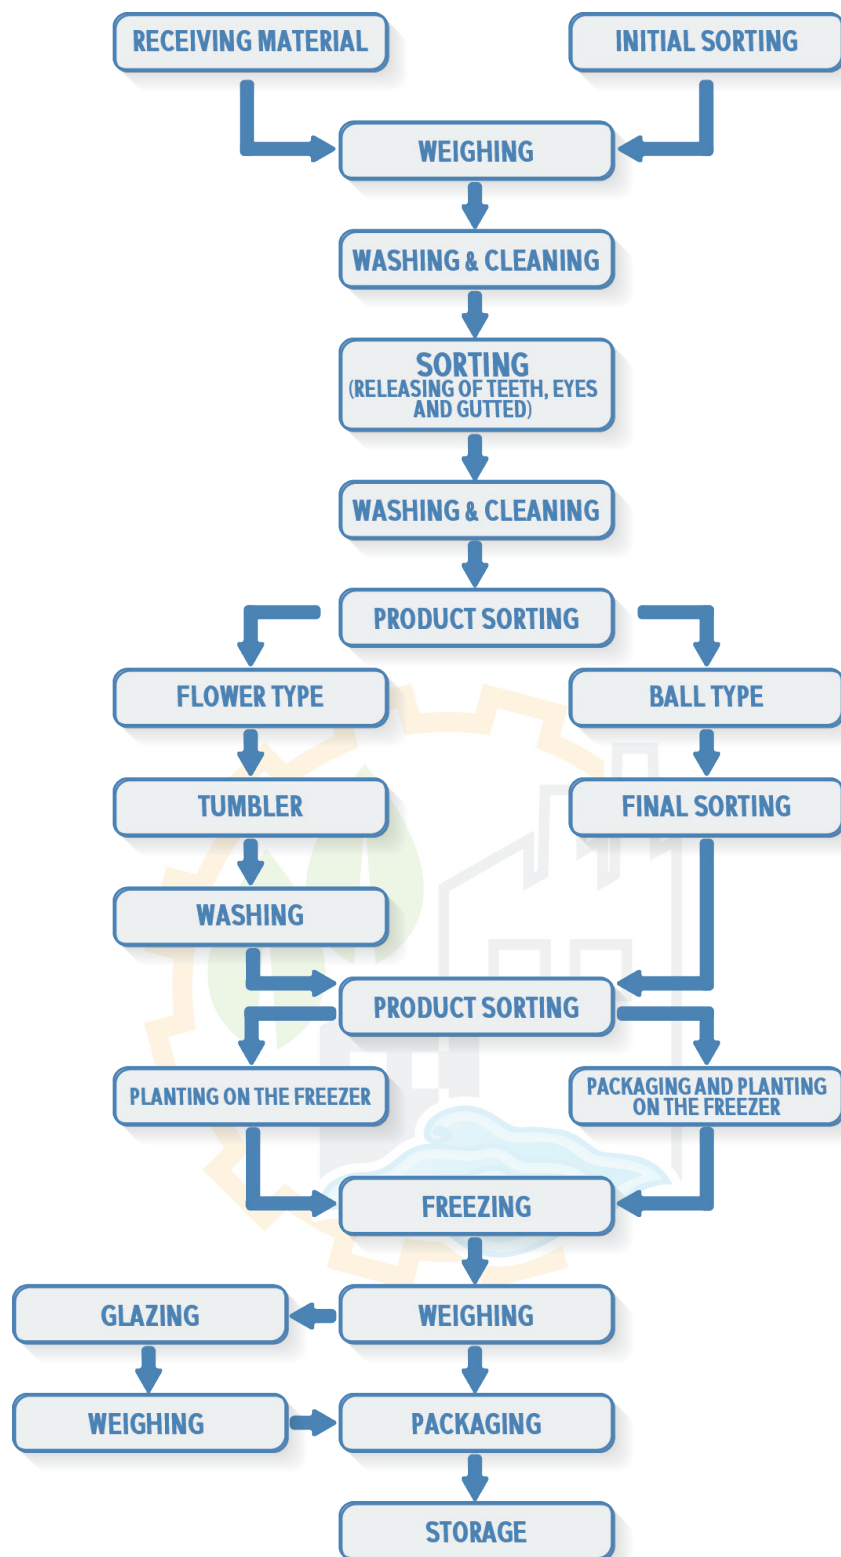 RECEIVING MATERIAL
INITIAL SORTING
WEIGHING
WASHING & CLEANING
SORTING
(RELEASING OF TEETH, EYES
AND GUTTED)
WASHING & CLEANING
PRODUCT SORTING
FLOWER TYPE
BALL TYPE
TUMBLER
FINAL SORTING
WASHING
PRODUCT SORTING
PLANTING ON THE FREEZER
PACKAGING AND PLANTING
ON THE FREEZER
FREEZING
GLAZING
WEIGHING
WEIGHING
PACKAGING
STORAGE